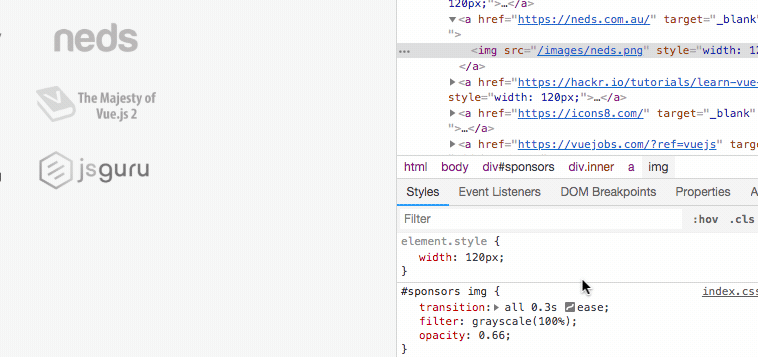 neds
The Majesty of
Vue.js 2
jsguru
120px;">…</a>
▼<a href="https://neds.com.au/" target="_blank"
">
… <img src="/images/neds.png" style="width: 12
</a>
▶<a href="https://hackr.io/tutorials/learn-vue-
style="width: 120px;">…</a>
▶<a href="https://icons8.com/" target="_blank"
">…</a>
▶<a href="https://vuejobs.com/?ref=vuejs" targ
html body div#sponsors div.inner a img
Styles Event Listeners DOM Breakpoints Properties
Filter :hov .cls
element.style {
width: 120px;
}
#sponsors img { index.css
transition:▶ all 0.3s ease;
filter: grayscale(100%);
opacity: 0.66;
}